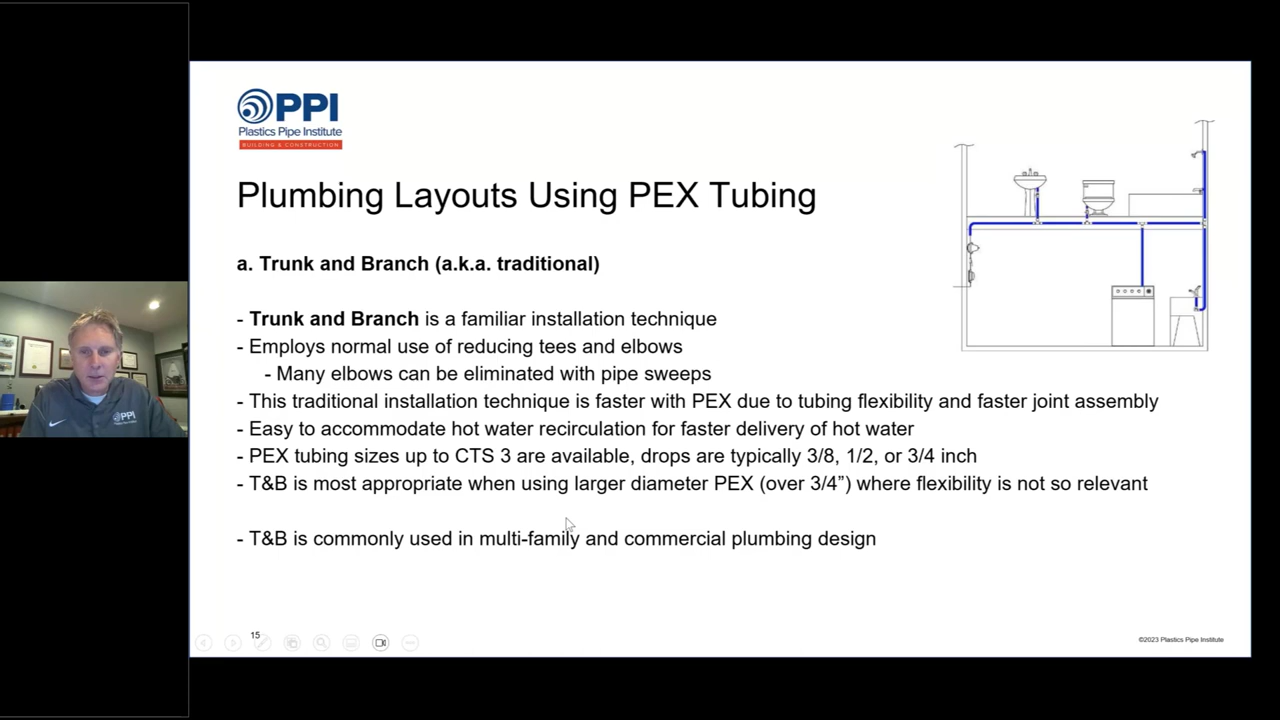 PPI
Plastics Pipe Institute
BUILDING & CONSTRUCTION
Plumbing Layouts Using PEX Tubing
a. Trunk and Branch (a.k.a. traditional)
- Trunk and Branch is a familiar installation technique
- Employs normal use of reducing tees and elbows
- Many elbows can be eliminated with pipe sweeps
- This traditional installation technique is faster with PEX due to tubing flexibility and faster joint assembly
- Easy to accommodate hot water recirculation for faster delivery of hot water
- PEX tubing sizes up to CTS 3 are available, drops are typically 3/8, 1/2, or 3/4 inch
- T&B is most appropriate when using larger diameter PEX (over 3/4”) where flexibility is not so relevant
- T&B is commonly used in multi-family and commercial plumbing design
15
©2023 Plastics Pipe Institute
PPI